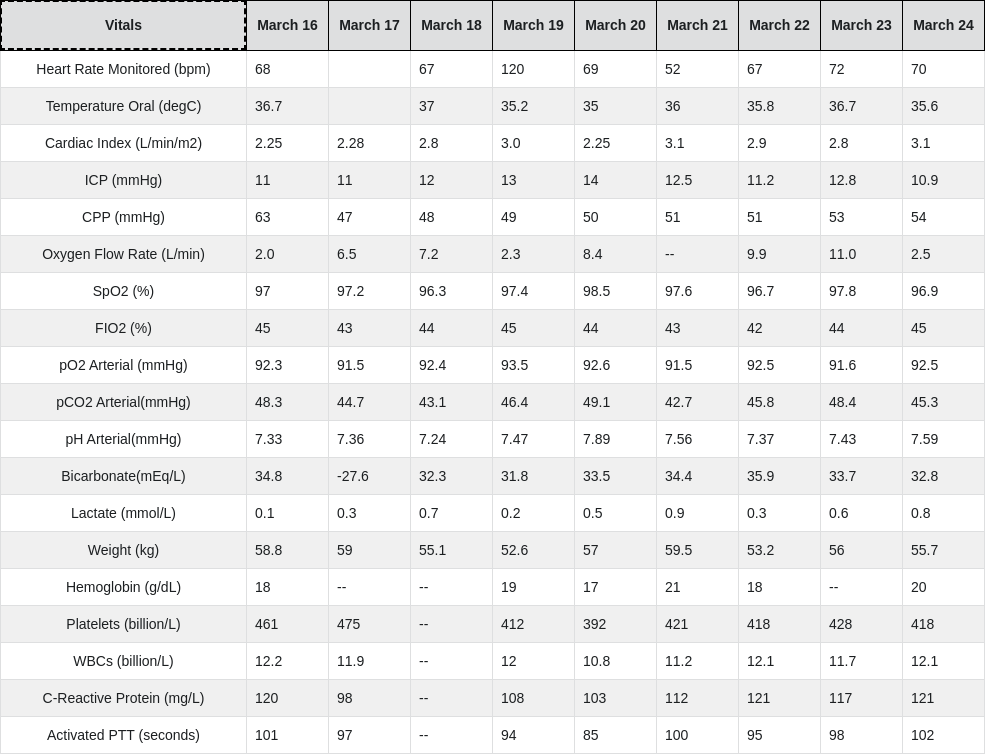 Vitals March 16 March 17 March 18 March 19 March 20 March 21 March 22 March 23 March 24
Heart Rate Monitored (bpm) 68 67 120 69 52 67 72 70
Temperature Oral (degC) 36.7 37 35.2 35 36 35.8 36.7 35.6
Cardiac Index (L/min/m2) 2.25 2.28 2.8 3.0 2.25 3.1 2.9 2.8 3.1
ICP (mmHg) 11 11 12 13 14 12.5 11.2 12.8 10.9
CPP (mmHg) 63 47 48 49 50 51 51 53 54
Oxygen Flow Rate (L/min) 2.0 6.5 7.2 2.3 8.4 -- 9.9 11.0 2.5
SpO2 (%) 97 97.2 96.3 97.4 98.5 97.6 96.7 97.8 96.9
FIO2 (%) 45 43 44 45 44 43 42 44 45
pO2 Arterial (mmHg) 92.3 91.5 92.4 93.5 92.6 91.5 92.5 91.6 92.5
pCO2 Arterial(mmHg) 48.3 44.7 43.1 46.4 49.1 42.7 45.8 48.4 45.3
pH Arterial(mmHg) 7.33 7.36 7.24 7.47 7.89 7.56 7.37 7.43 7.59
Bicarbonate(mEq/L) 34.8 -27.6 32.3 31.8 33.5 34.4 35.9 33.7 32.8
Lactate (mmol/L) 0.1 0.3 0.7 0.2 0.5 0.9 0.3 0.6 0.8
Weight (kg) 58.8 59 55.1 52.6 57 59.5 53.2 56 55.7
Hemoglobin (g/dL) 18 -- -- 19 17 21 18 -- 20
Platelets (billion/L) 461 475 -- 412 392 421 418 428 418
WBCs (billion/L) 12.2 11.9 -- 12 10.8 11.2 12.1 11.7 12.1
C-Reactive Protein (mg/L) 120 98 -- 108 103 112 121 117 121
Activated PTT (seconds) 101 97 -- 94 85 100 95 98 102